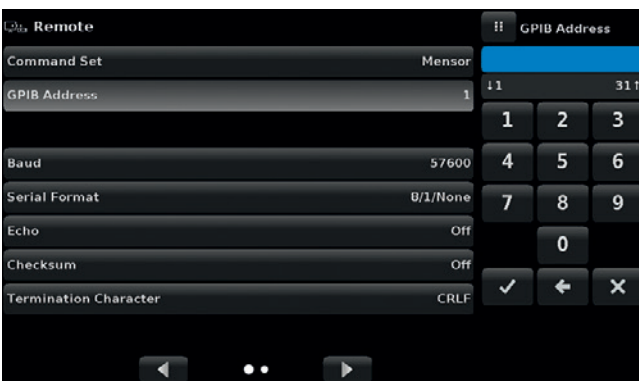 Remote
Command Set Mensor
GPIB Address 1
Baud 57600
Serial Format 8/1/None
Echo Off
Checksum Off
Termination Character CRLF
GPIB Address
↓1 31↑
1 2 3
4 5 6
7 8 9
0